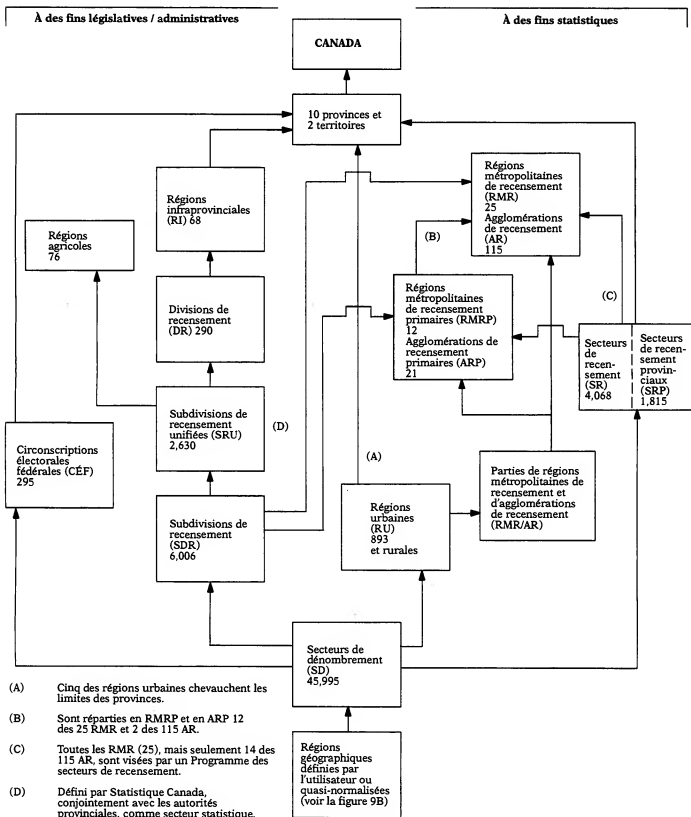 À des fins législatives / administratives
À des fins statistiques
CANADA
10 provinces et
2 territoires
Régions
infraprovinciales
(RI) 68
Régions
agricoles
76
Divisions de
recensement
(DR) 290
Subdivisions de
recensement
unifiées (SRU)
2,630
(D)
Circonscriptions
électorales
fédérales (CÉF)
295
Subdivisions de
recensement
(SDR)
6,006
Régions
métropolitaines
de recensement
(RMR)
25
Agglomérations
de recensement
(AR)
115
(B)
Régions
métropolitaines
de recensement
primaires (RMRP)
12
Agglomérations de
recensement
primaires (ARP)
21
(C)
Secteurs
de
recen-
sement
(SR)
4,068
Secteurs
de recen-
sement
provin-
ciaux
(SRP)
1,815
(A)
Régions
urbaines
(RU)
893
et rurales
Parties de régions
métropolitaines de
recensement et
d'agglomérations
de recensement
(RMR/AR)
Secteurs de
dénombrement
(SD)
45,995
Régions
géographiques
définies par
l'utilisateur ou
quasi-normalisées
(voir la figure 9B)
(A) Cinq des régions urbaines chevauchent les
limites des provinces.
(B) Sont réparties en RMRP et en ARP 12
des 25 RMR et 2 des 115 AR.
(C) Toutes les RMR (25), mais seulement 14 des
115 AR, sont visées par un Programme des
secteurs de recensement.
(D) Défini par Statistique Canada,
conjointement avec les autorités
provinciales, comme secteur statistique.